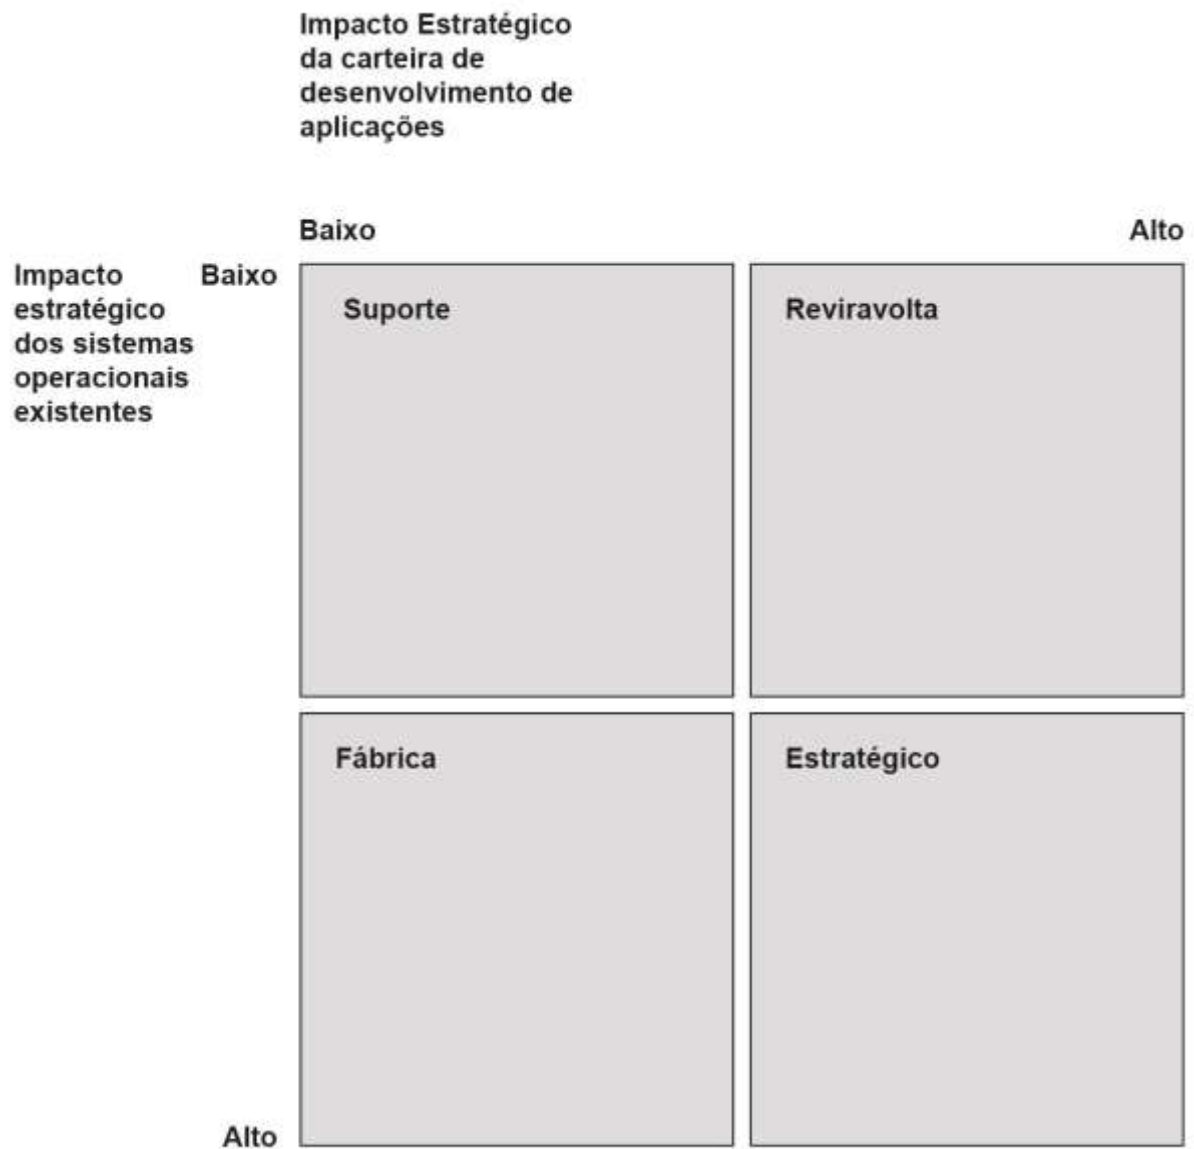 Impacto Estratégico
da carteira de
desenvolvimento de
aplicações
Baixo Alto
Impacto Baixo
estratégico
dos sistemas
operacionais
existentes
Suporte Reviravolta
Fábrica Estratégico
Alto